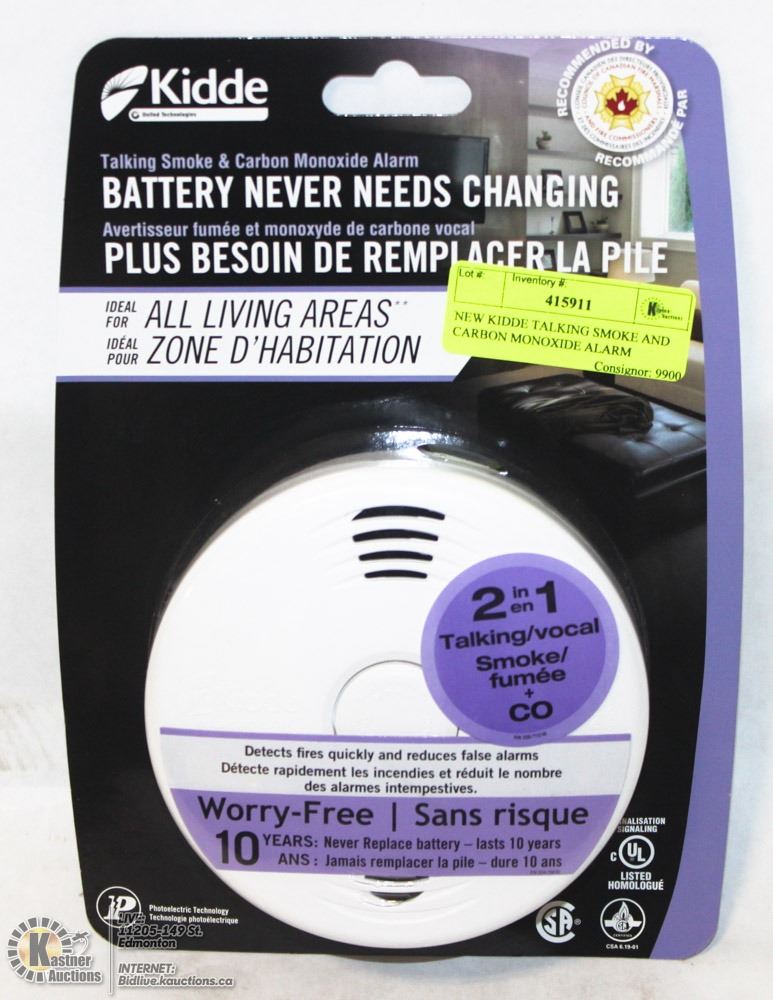 Kidde
United Technologies
RECOMMENDED BY
RECOMMANDÉ PAR
Talking Smoke & Carbon Monoxide Alarm
BATTERY NEVER NEEDS CHANGING
Avertisseur fumée et monoxyde de carbone vocal
PLUS BESOIN DE REMPLACER LA PILE
Lot #: Inventory #:
415911
Kastner Auctions
NEW KIDDE TALKING SMOKE AND
CARBON MONOXIDE ALARM
Consignor: 9900
IDEAL FOR ALL LIVING AREAS**
IDÉAL POUR ZONE D'HABITATION
2 in en 1
Talking/vocal
Smoke/
fumée
+
CO
Detects fires quickly and reduces false alarms
Détecte rapidement les incendies et réduit le nombre
des alarmes intempestives.
Worry-Free | Sans risque
10 YEARS: Never Replace battery – lasts 10 years
ANS : Jamais remplacer la pile – dure 10 ans
NALISATION
SIGNALING
c UL
LISTED
HOMOLOGUÉ
Photoelectric Technology
Technologie photoélectrique
SA
CSA 6.19-01
Kastner
Auctions
LIVE:
11205-149 St.
Edmonton
INTERNET:
Bidlive.kauctions.ca